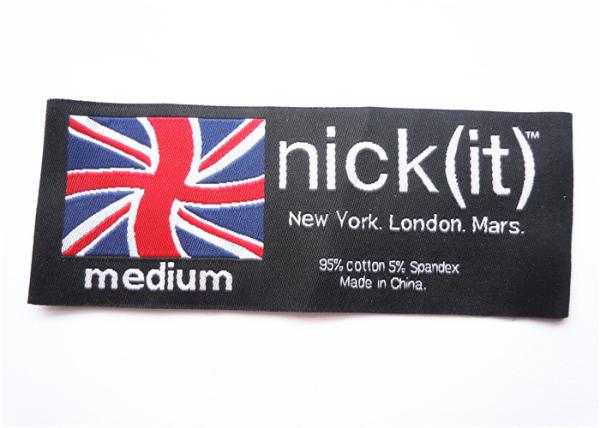 nick(it)™
New York. London. Mars.
95% cotton 5% Spandex
Made in China.
medium